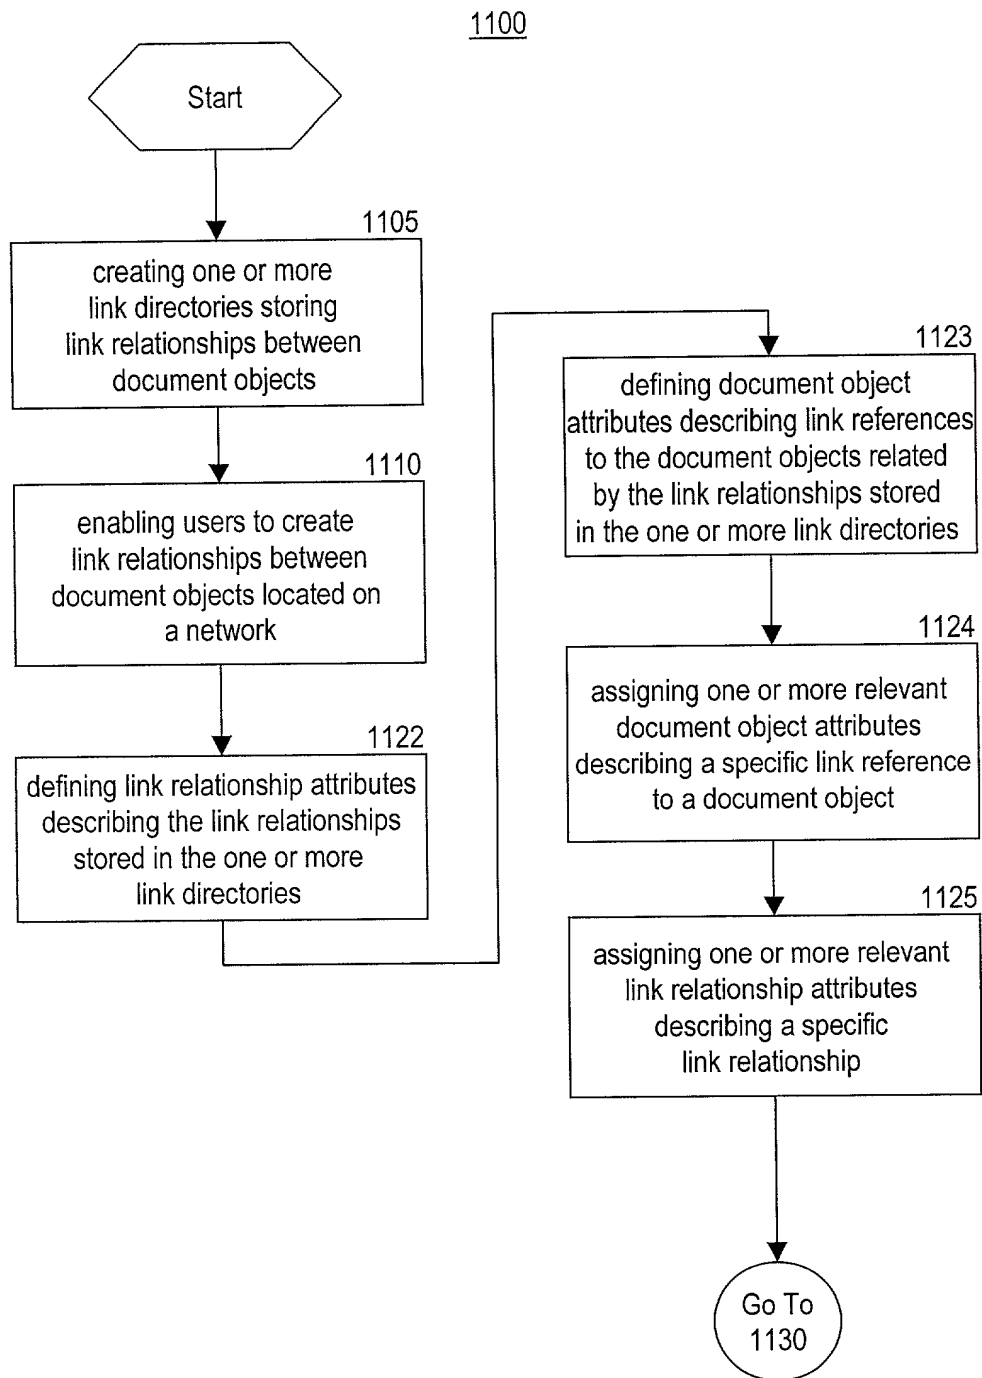 1100
Start
1105
creating one or more
link directories storing
link relationships between
document objects
1110
enabling users to create
link relationships between
document objects located on
a network
1122
defining link relationship attributes
describing the link relationships
stored in the one or more
link directories
1123
defining document object
attributes describing link references
to the document objects related
by the link relationships stored
in the one or more link directories
1124
assigning one or more relevant
document object attributes
describing a specific link reference
to a document object
1125
assigning one or more relevant
link relationship attributes
describing a specific
link relationship
Go To
1130